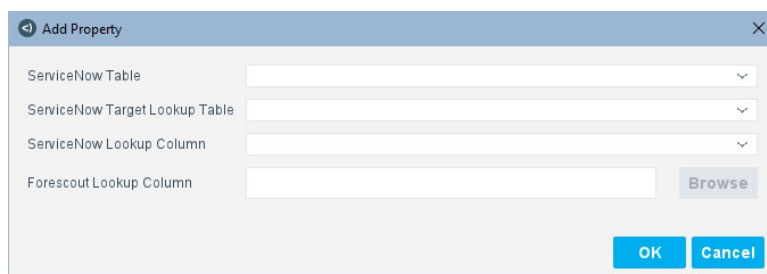 Add Property
ServiceNow Table
ServiceNow Target Lookup Table
ServiceNow Lookup Column
Forescout Lookup Column
Browse
OK Cancel